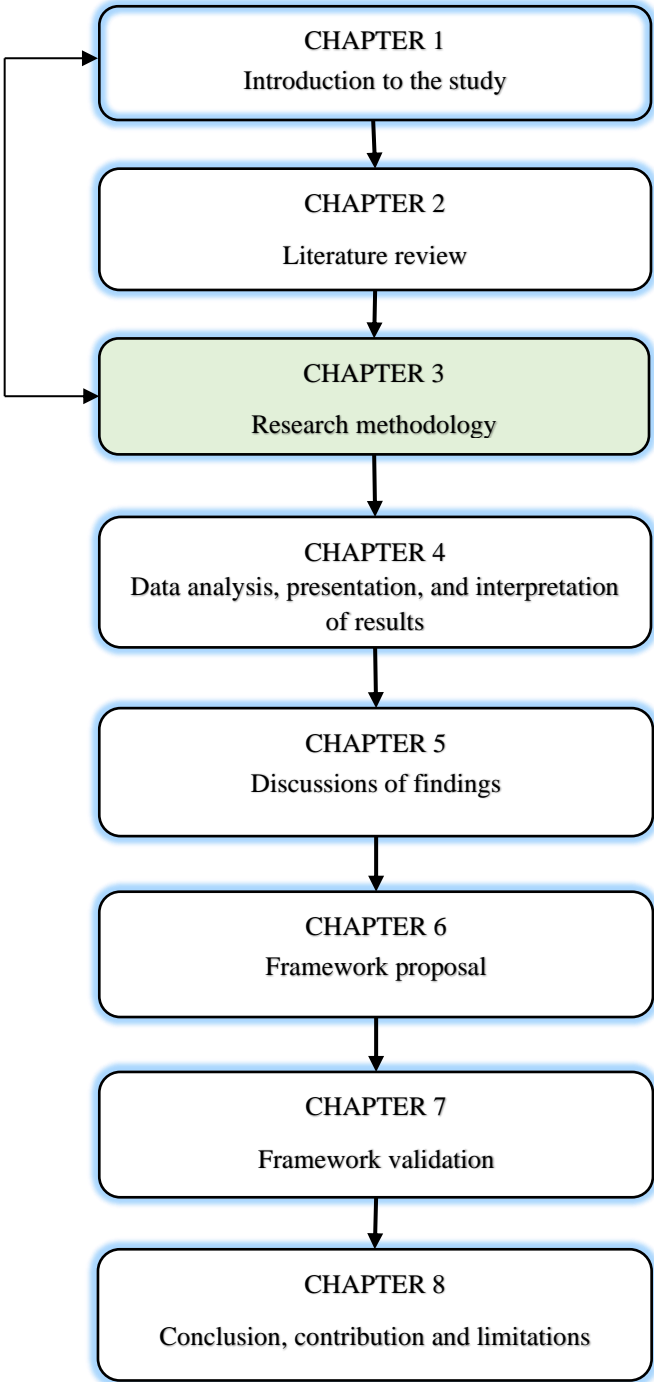 CHAPTER 1
Introduction to the study
CHAPTER 2
Literature review
CHAPTER 3
Research methodology
CHAPTER 4
Data analysis, presentation, and interpretation
of results
CHAPTER 5
Discussions of findings
CHAPTER 6
Framework proposal
CHAPTER 7
Framework validation
CHAPTER 8
Conclusion, contribution and limitations